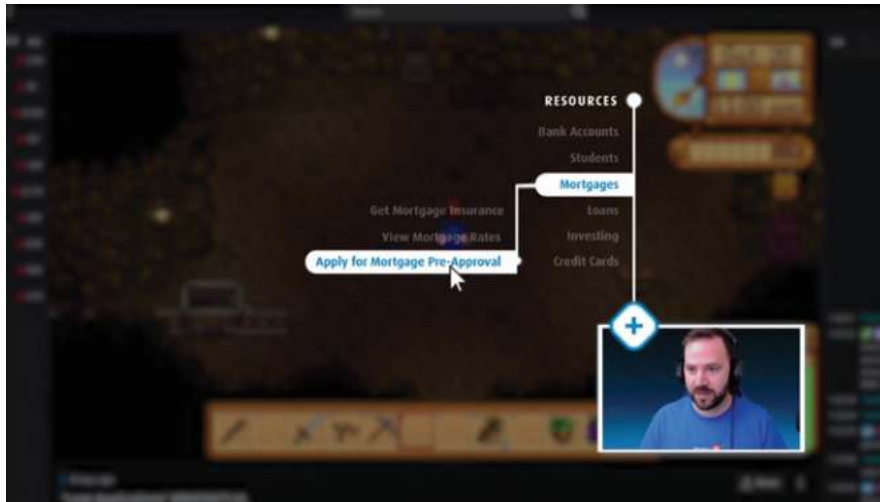 RESOURCES
Bank Accounts
Students
Mortgages
Get Mortgage Insurance
Loans
View Mortgage Rates
Investing
Apply for Mortgage Pre-Approval
Credit Cards